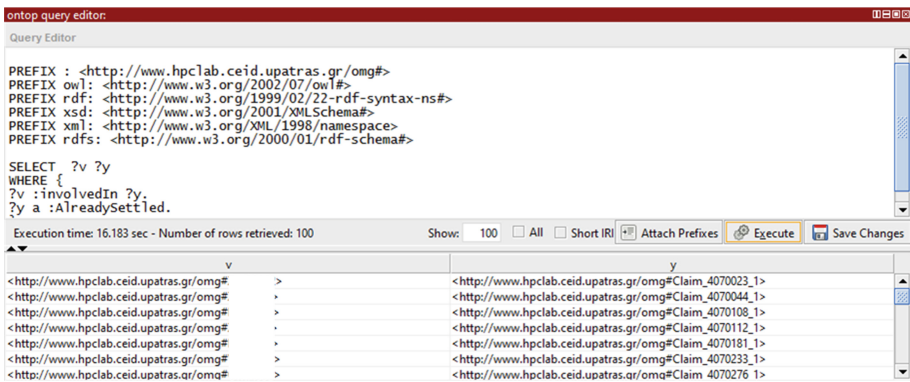 ontop query editor:
Query Editor
PREFIX : <http://www.hpclab.ceid.upatras.gr/omg#>
PREFIX owl: <http://www.w3.org/2002/07/owl#>
PREFIX rdf: <http://www.w3.org/1999/02/22-rdf-syntax-ns#>
PREFIX xsd: <http://www.w3.org/2001/XMLSchema#>
PREFIX xml: <http://www.w3.org/XML/1998/namespace>
PREFIX rdfs: <http://www.w3.org/2000/01/rdf-schema#>
SELECT ?v ?y
WHERE {
?v :involvedIn ?y.
?y a :AlreadySettled.
Execution time: 16.183 sec - Number of rows retrieved: 100 Show: 100 All Short IRI Attach Prefixes Execute Save Changes
v y
<http://www.hpclab.ceid.upatras.gr/omg# > <http://www.hpclab.ceid.upatras.gr/omg#Claim_4070023_1>
<http://www.hpclab.ceid.upatras.gr/omg# > <http://www.hpclab.ceid.upatras.gr/omg#Claim_4070044_1>
<http://www.hpclab.ceid.upatras.gr/omg# > <http://www.hpclab.ceid.upatras.gr/omg#Claim_4070108_1>
<http://www.hpclab.ceid.upatras.gr/omg# > <http://www.hpclab.ceid.upatras.gr/omg#Claim_4070112_1>
<http://www.hpclab.ceid.upatras.gr/omg# > <http://www.hpclab.ceid.upatras.gr/omg#Claim_4070181_1>
<http://www.hpclab.ceid.upatras.gr/omg# > <http://www.hpclab.ceid.upatras.gr/omg#Claim_4070233_1>
<http://www.hpclab.ceid.upatras.gr/omg# > <http://www.hpclab.ceid.upatras.gr/omg#Claim_4070276_1>